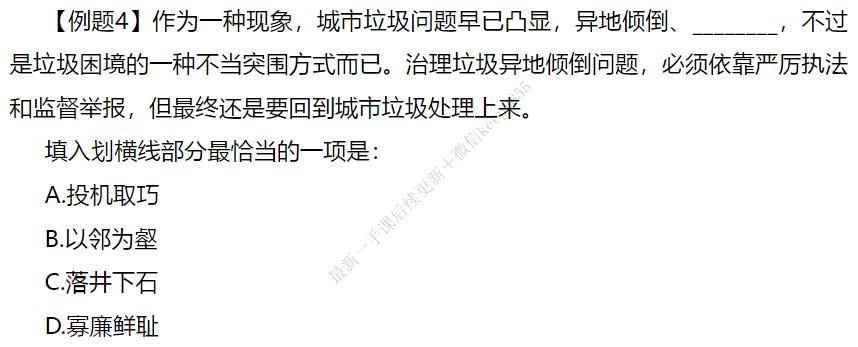 【例题4】作为一种现象，城市垃圾问题早已凸显，异地倾倒、________，不过
是垃圾困境的一种不当突围方式而已。治理垃圾异地倾倒问题，必须依靠严厉执法
和监督举报，但最终还是要回到城市垃圾处理上来。
填入划横线部分最恰当的一项是：
A.投机取巧
B.以邻为壑
C.落井下石
D.寡廉鲜耻
最新一手课后续更新＋微信